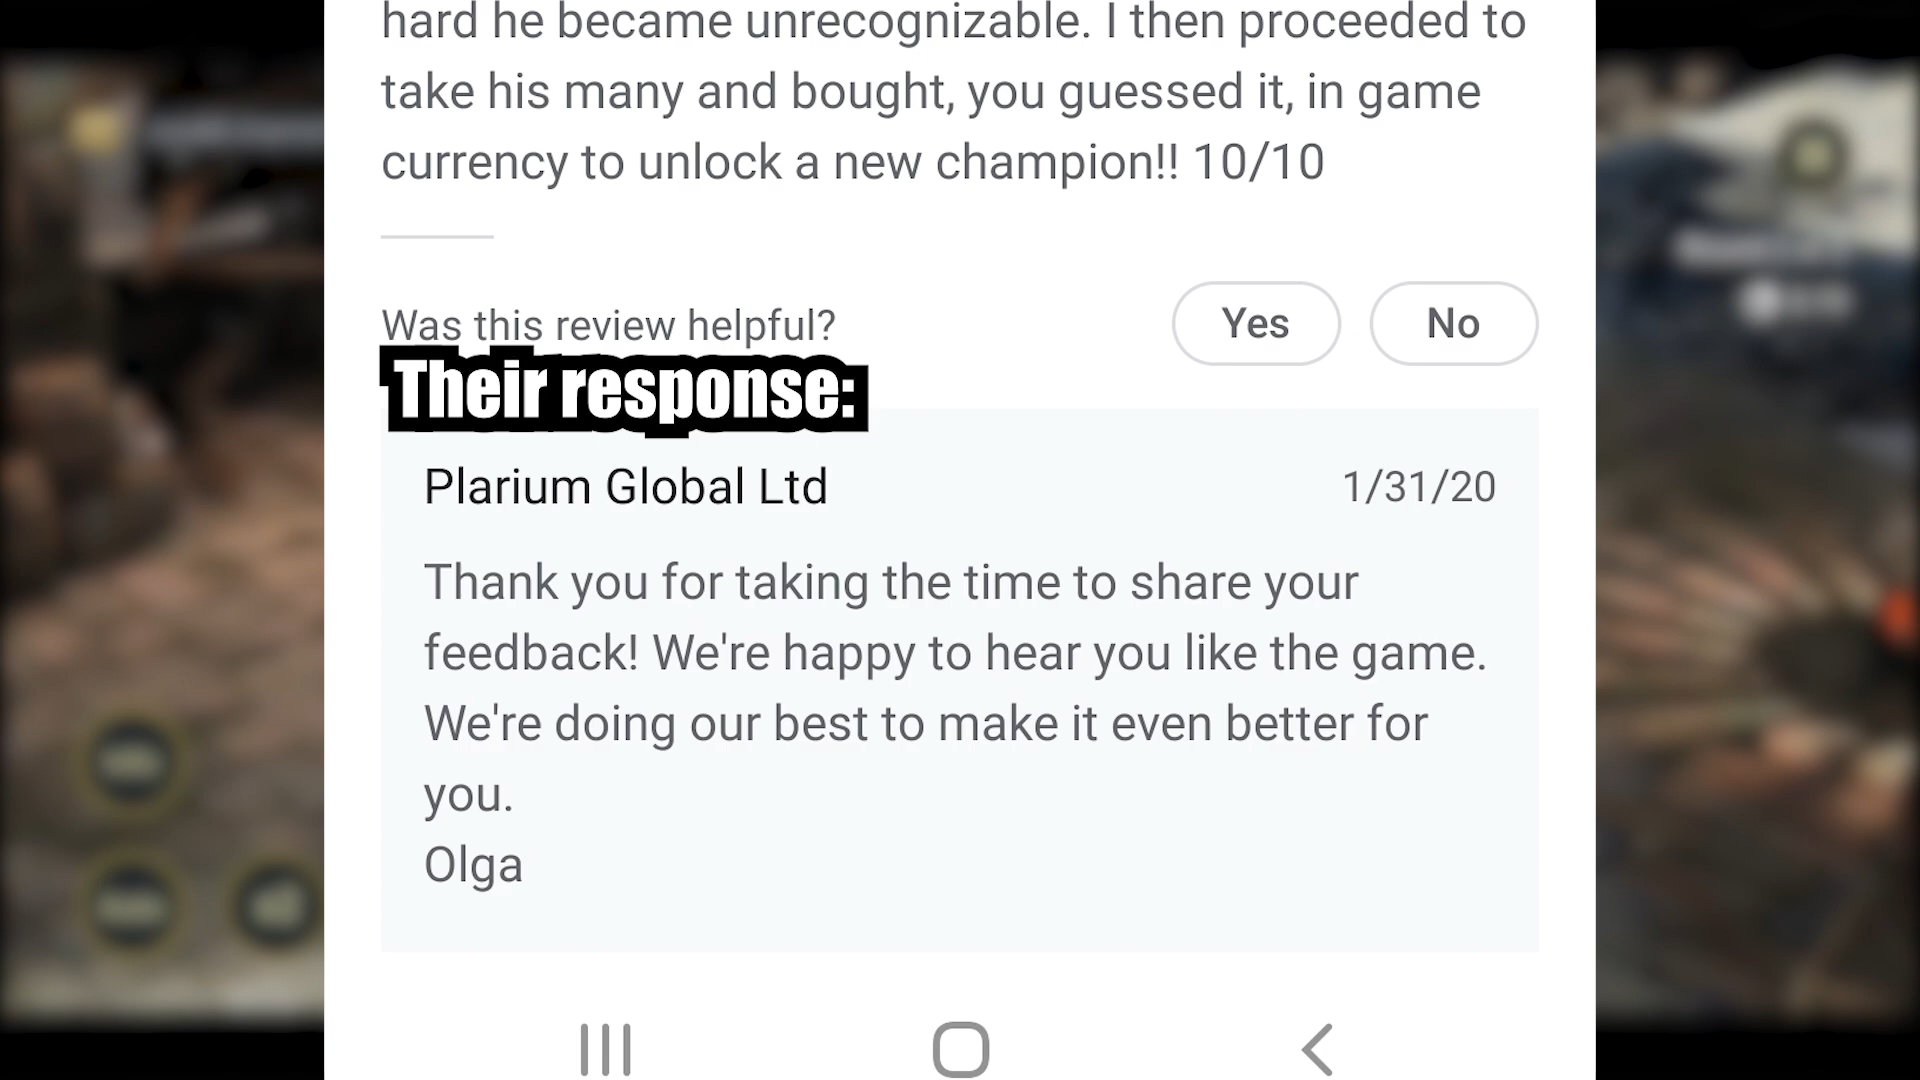 hard he became unrecognizable. I then proceeded to
take his many and bought, you guessed it, in game
currency to unlock a new champion!! 10/10
Was this review helpful?
Yes
No
Their response:
Plarium Global Ltd
1/31/20
Thank you for taking the time to share your
feedback! We're happy to hear you like the game.
We're doing our best to make it even better for
you.
Olga